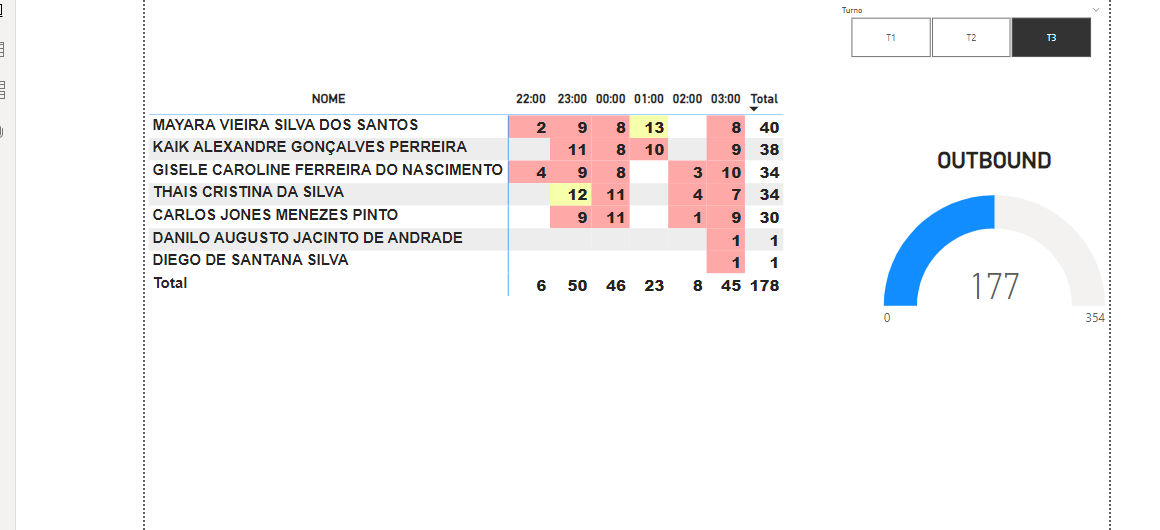 Turno
T1 T2 T3
NOME 22:00 23:00 00:00 01:00 02:00 03:00 Total
MAYARA VIEIRA SILVA DOS SANTOS 2 9 8 13 8 40
KAIK ALEXANDRE GONÇALVES PERREIRA 11 8 10 9 38
GISELE CAROLINE FERREIRA DO NASCIMENTO 4 9 8 3 10 34
THAIS CRISTINA DA SILVA 12 11 4 7 34
CARLOS JONES MENEZES PINTO 9 11 1 9 30
DANILO AUGUSTO JACINTO DE ANDRADE 1 1
DIEGO DE SANTANA SILVA 1 1
Total 6 50 46 23 8 45 178
OUTBOUND
177
0 354